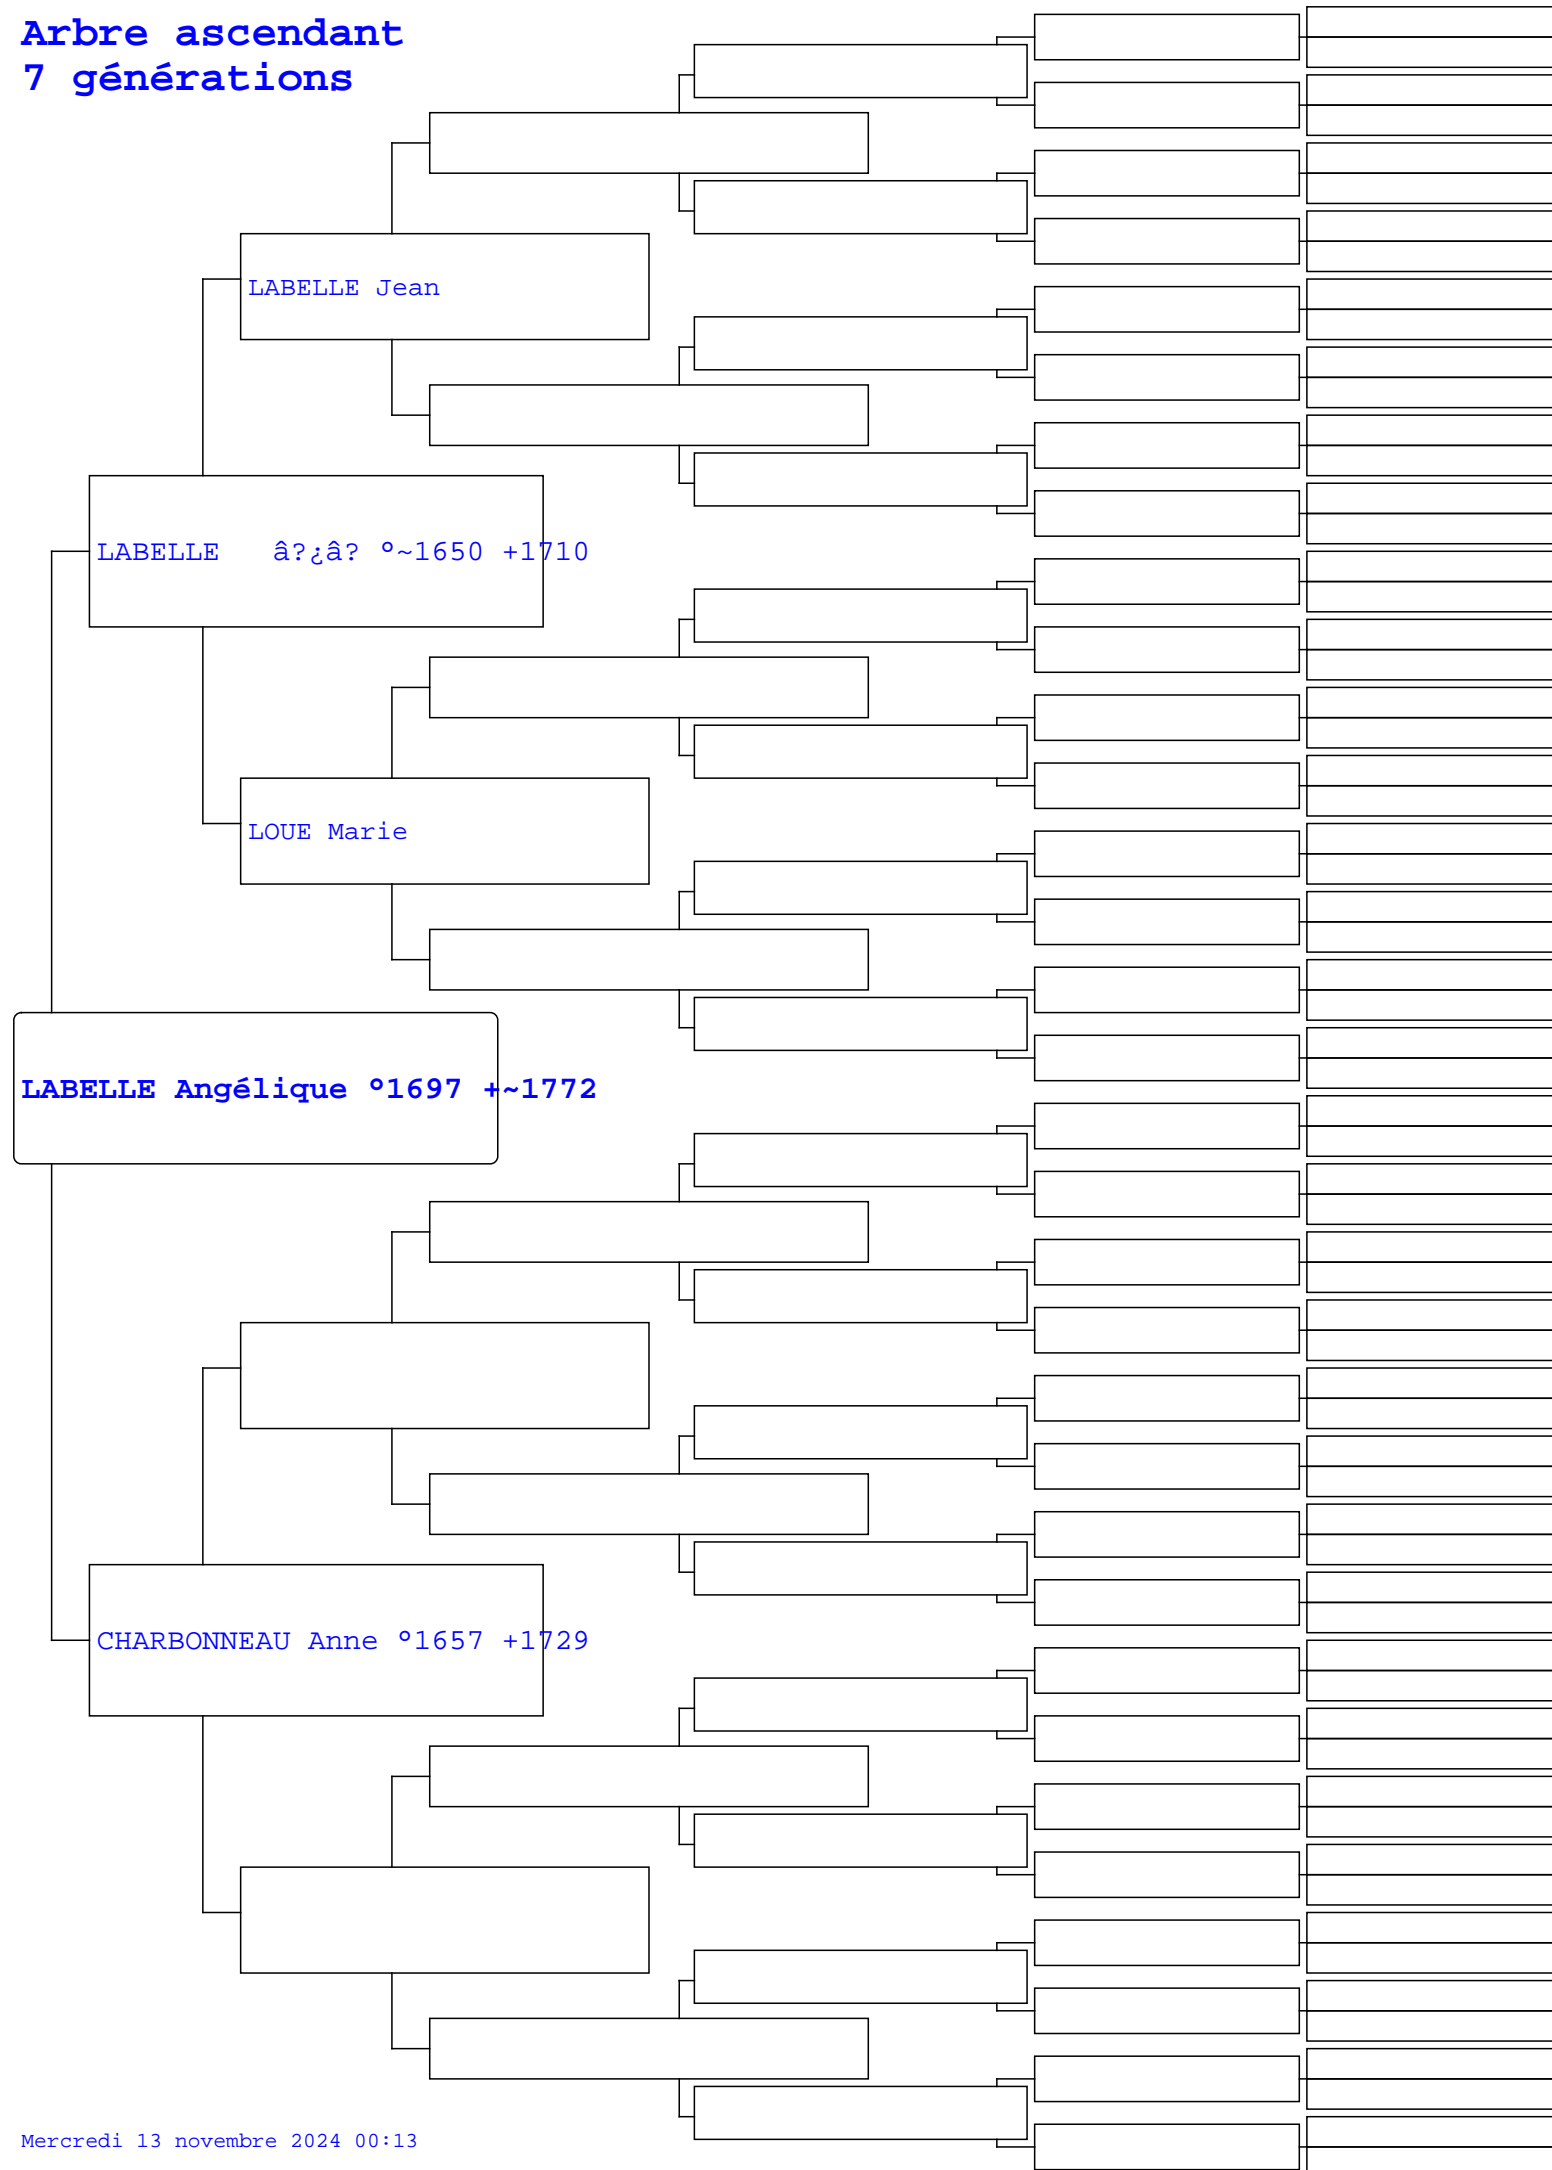 Arbre ascendant
7 générations
LABELLE Jean
LABELLE   â?¿â? °~1650 +1710
LOUE Marie
LABELLE Angélique °1697 +~1772
CHARBONNEAU Anne °1657 +1729
Mercredi 13 novembre 2024 00:13